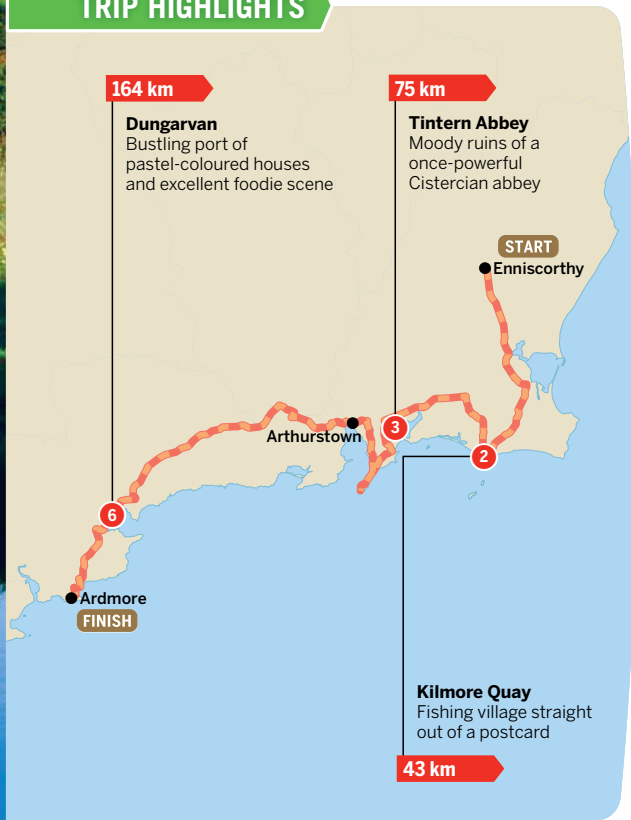 TRIP HIGHLIGHTS
164 km
Dungarvan
Bustling port of
pastel-coloured houses
and excellent foodie scene
75 km
Tintern Abbey
Moody ruins of a
once-powerful
Cistercian abbey
START
Enniscorthy
Arthurstown
3
2
6
Ardmore
FINISH
Kilmore Quay
Fishing village straight
out of a postcard
43 km